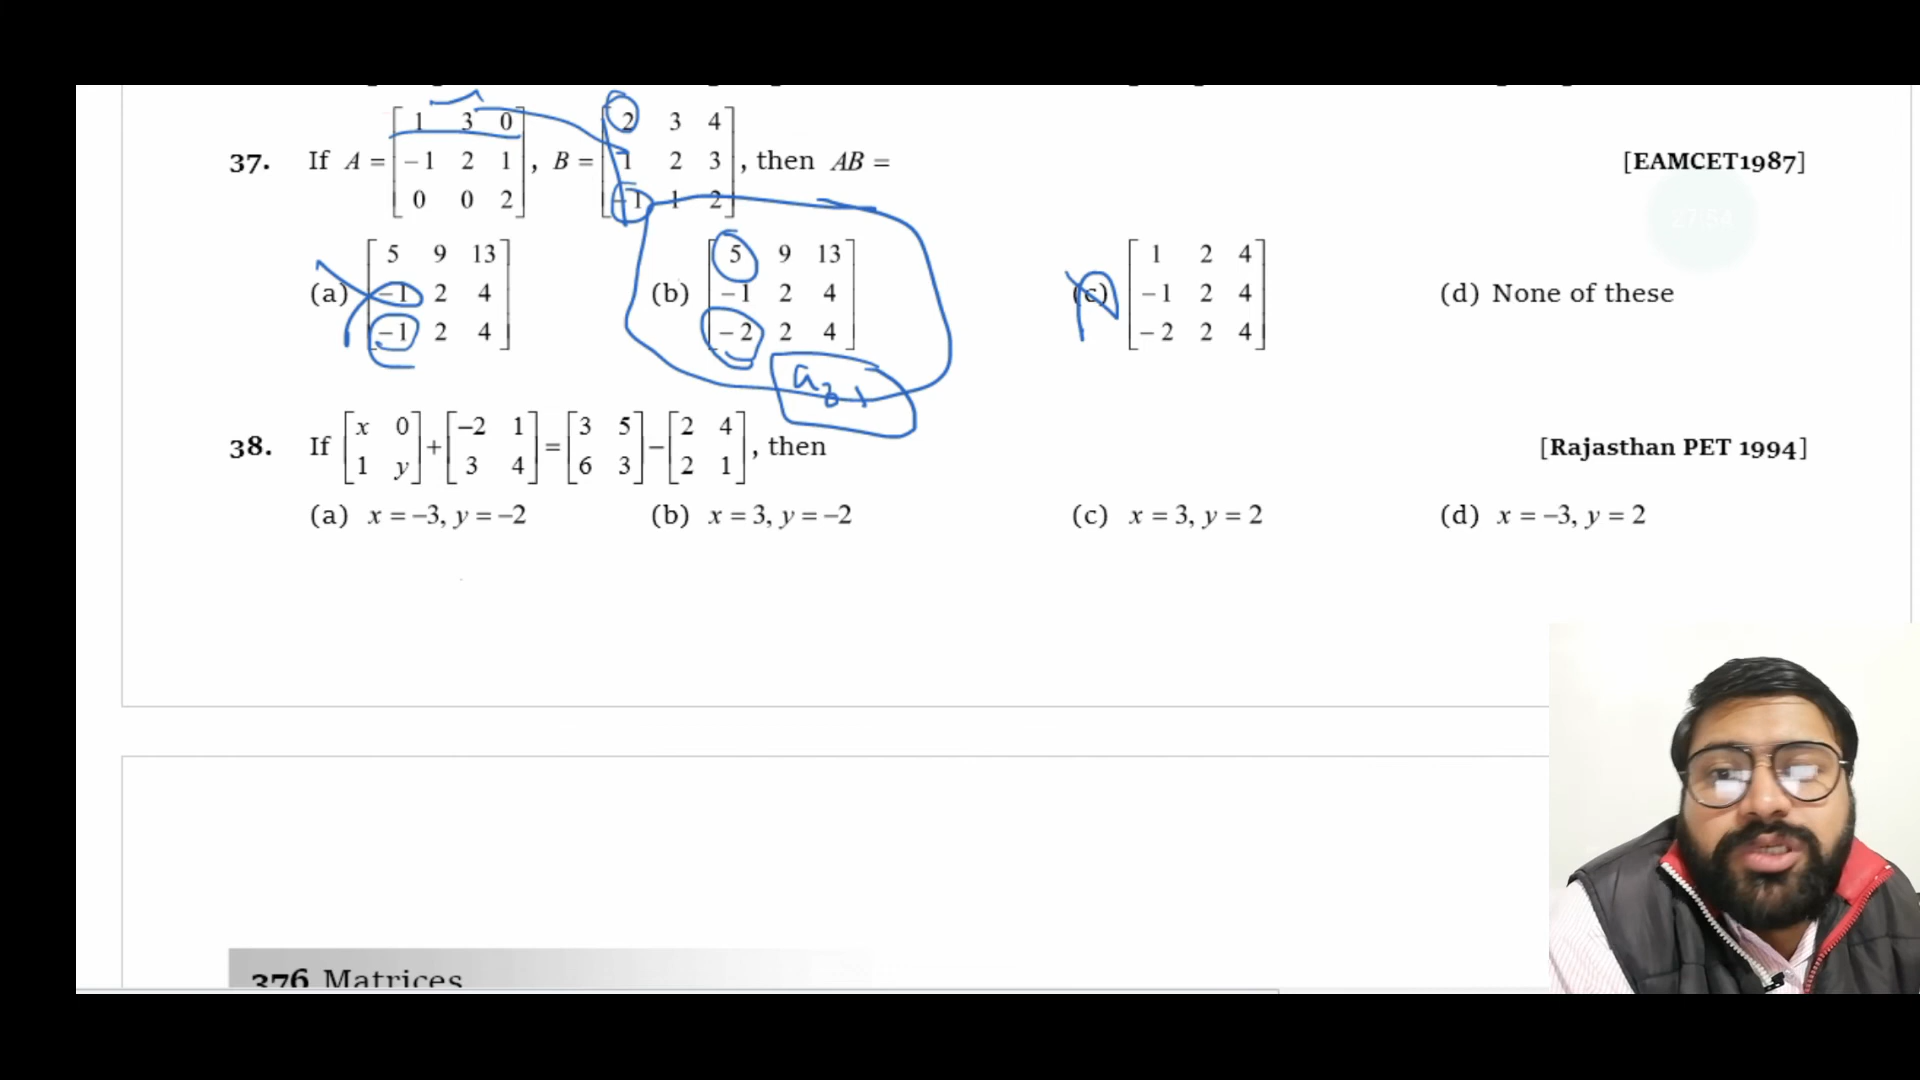 37. If A = [1 3 0; −1 2 1; 0 0 2], B = [2 3 4; 1 2 3; −1 1 2], then AB = [EAMCET1987]
(a) [5 9 13; −1 2 4; −1 2 4] (b) [5 9 13; −1 2 4; −2 2 4] (c) [1 2 4; −1 2 4; −2 2 4] (d) None of these
38. If [x 0; 1 y] + [−2 1; 3 4] = [3 5; 6 3] − [2 4; 2 1], then [Rajasthan PET 1994]
(a) x = −3, y = −2 (b) x = 3, y = −2 (c) x = 3, y = 2 (d) x = −3, y = 2
376 Matrices